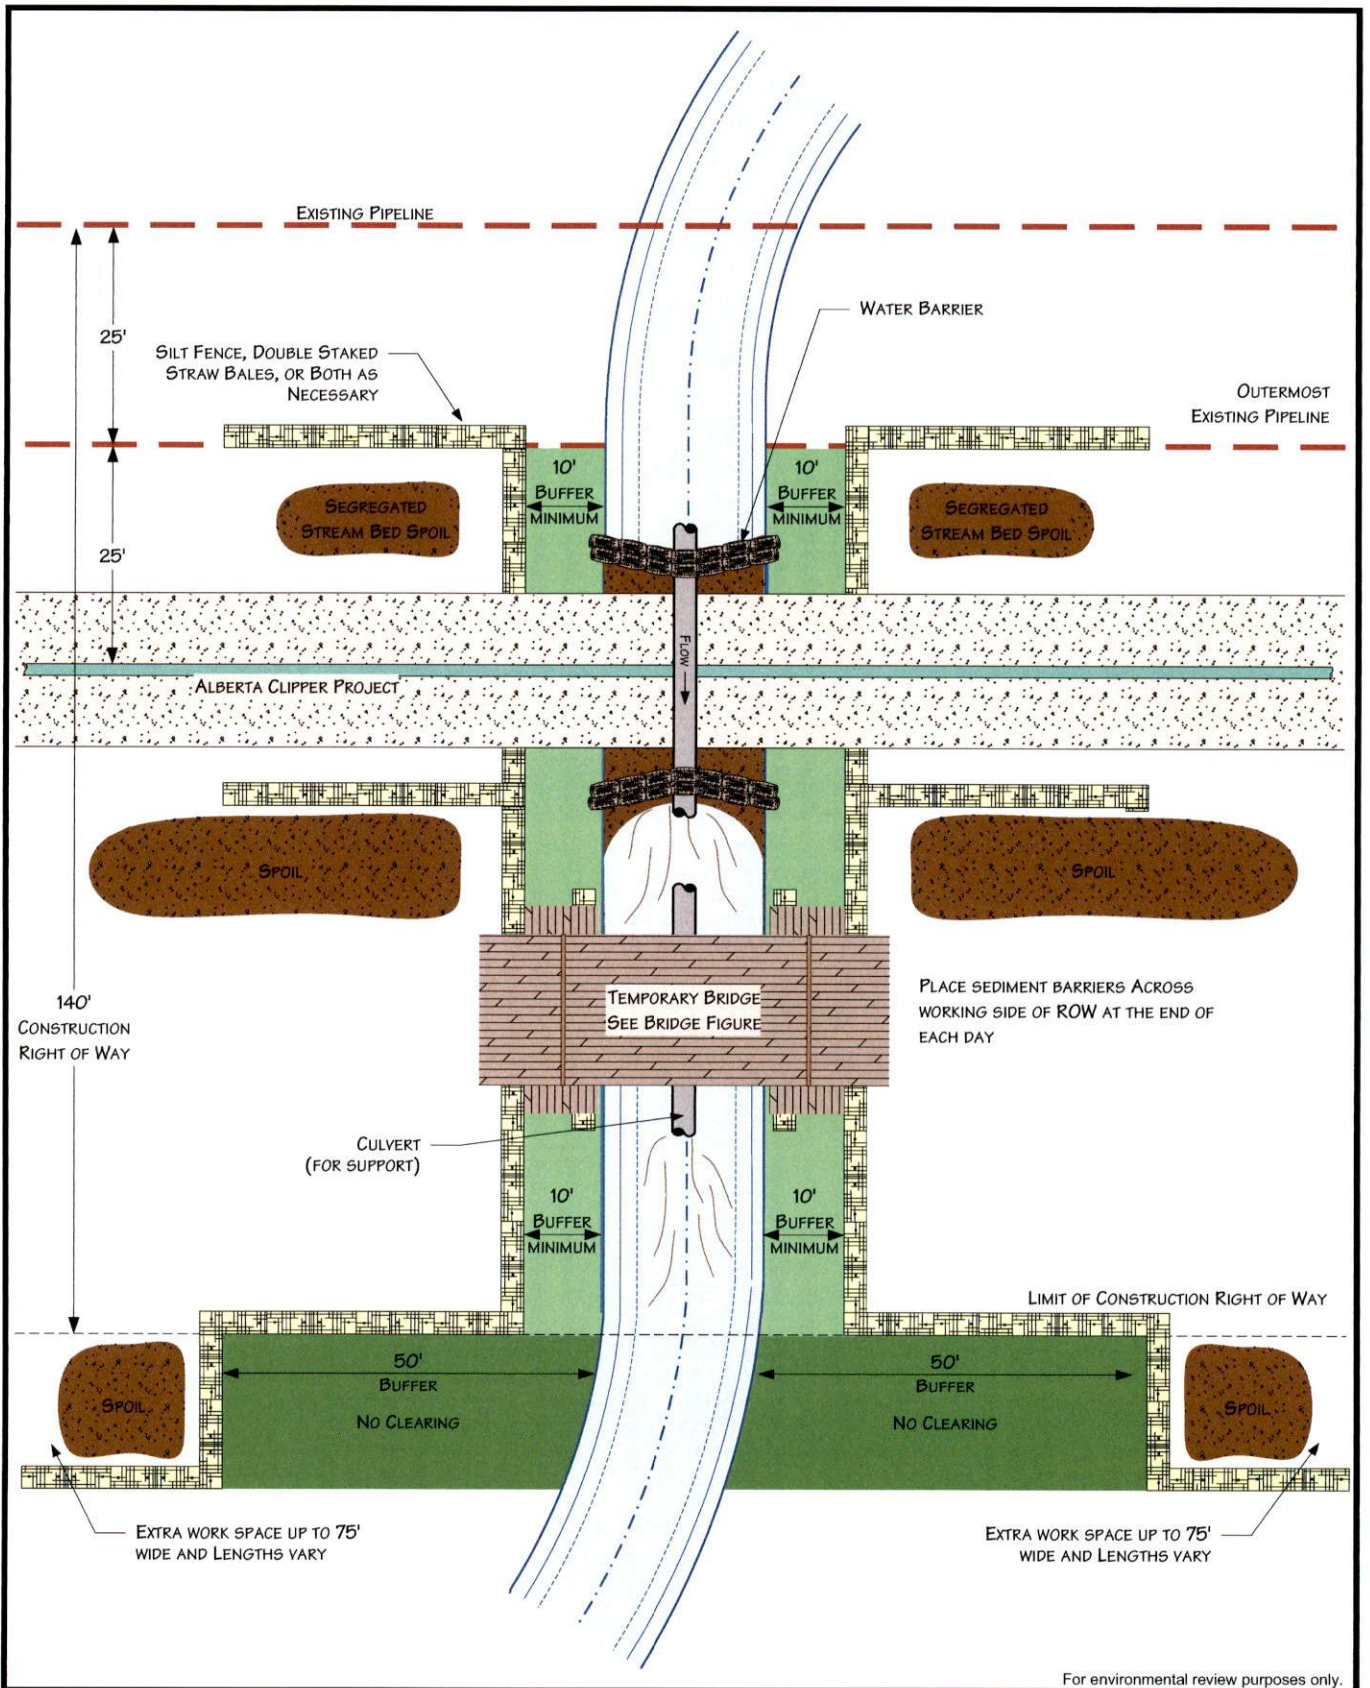 EXISTING PIPELINE
25'
WATER BARRIER
SILT FENCE, DOUBLE STAKED
STRAW BALES, OR BOTH AS
NECESSARY
OUTERMOST
EXISTING PIPELINE
10'
BUFFER
MINIMUM
10'
BUFFER
MINIMUM
SEGREGATED
STREAM BED SPOIL
SEGREGATED
STREAM BED SPOIL
25'
FLOW
ALBERTA CLIPPER PROJECT
SPOIL
SPOIL
140'
CONSTRUCTION
RIGHT OF WAY
TEMPORARY BRIDGE
SEE BRIDGE FIGURE
PLACE SEDIMENT BARRIERS ACROSS
WORKING SIDE OF ROW AT THE END OF
EACH DAY
CULVERT
(FOR SUPPORT)
10'
BUFFER
MINIMUM
10'
BUFFER
MINIMUM
LIMIT OF CONSTRUCTION RIGHT OF WAY
50'
BUFFER
NO CLEARING
50'
BUFFER
NO CLEARING
SPOIL
SPOIL
EXTRA WORK SPACE UP TO 75'
WIDE AND LENGTHS VARY
EXTRA WORK SPACE UP TO 75'
WIDE AND LENGTHS VARY
For environmental review purposes only.